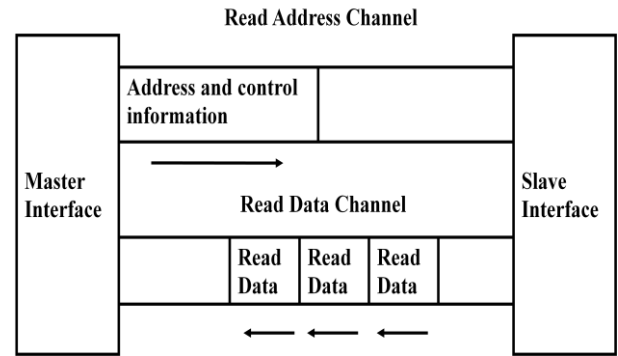 Read Address Channel
Address and control
information
Master
Interface
Slave
Interface
Read Data Channel
Read
Data
Read
Data
Read
Data